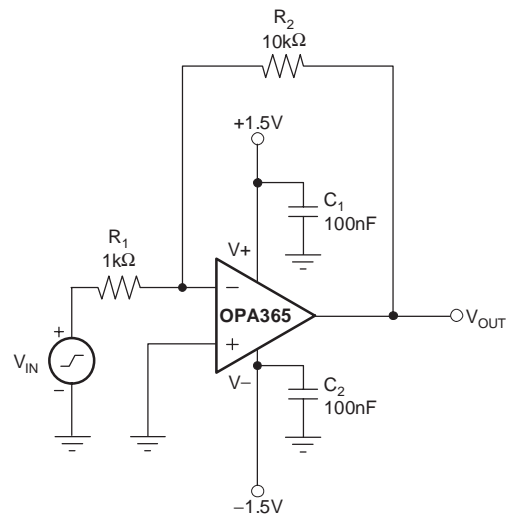 R2
10kΩ
+1.5V
C1
100nF
R1
1kΩ
V+
−
OPA365
+
VOUT
+
VIN
−
V−
C2
100nF
−1.5V